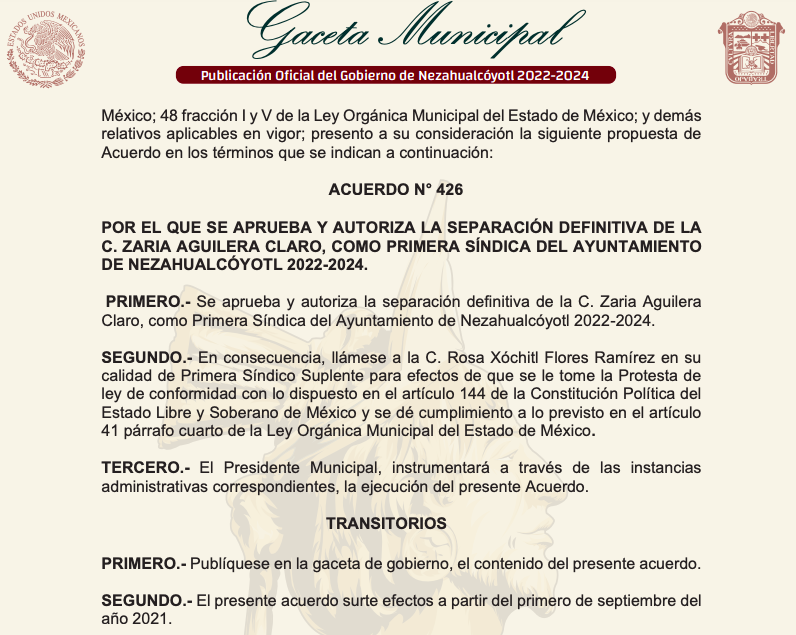 Gaceta Municipal
Publicación Oficial del Gobierno de Nezahualcóyotl 2022-2024
ESTADOS UNIDOS MEXICANOS
México; 48 fracción I y V de la Ley Orgánica Municipal del Estado de México; y demás
relativos aplicables en vigor; presento a su consideración la siguiente propuesta de
Acuerdo en los términos que se indican a continuación:
ACUERDO N° 426
POR EL QUE SE APRUEBA Y AUTORIZA LA SEPARACIÓN DEFINITIVA DE LA
C. ZARIA AGUILERA CLARO, COMO PRIMERA SÍNDICA DEL AYUNTAMIENTO
DE NEZAHUALCÓYOTL 2022-2024.
PRIMERO.- Se aprueba y autoriza la separación definitiva de la C. Zaria Aguilera
Claro, como Primera Síndica del Ayuntamiento de Nezahualcóyotl 2022-2024.
SEGUNDO.- En consecuencia, llámese a la C. Rosa Xóchitl Flores Ramírez en su
calidad de Primera Síndico Suplente para efectos de que se le tome la Protesta de
ley de conformidad con lo dispuesto en el artículo 144 de la Constitución Política del
Estado Libre y Soberano de México y se dé cumplimiento a lo previsto en el artículo
41 párrafo cuarto de la Ley Orgánica Municipal del Estado de México.
TERCERO.- El Presidente Municipal, instrumentará a través de las instancias
administrativas correspondientes, la ejecución del presente Acuerdo.
TRANSITORIOS
PRIMERO.- Publíquese en la gaceta de gobierno, el contenido del presente acuerdo.
SEGUNDO.- El presente acuerdo surte efectos a partir del primero de septiembre del
año 2021.